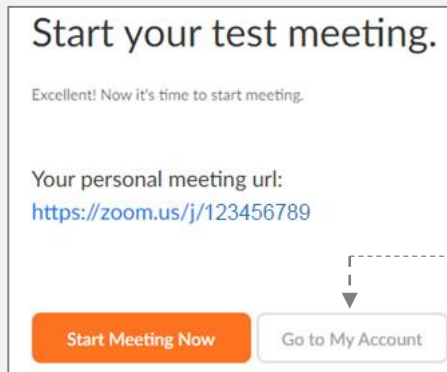 Start your test meeting.
Excellent! Now it's time to start meeting.
Your personal meeting url:
https://zoom.us/j/123456789
Start Meeting Now
Go to My Account